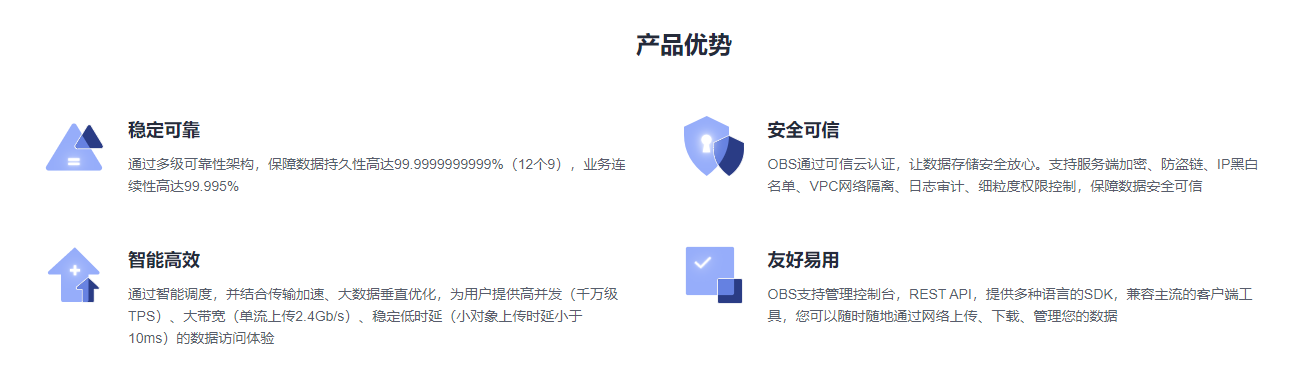 产品优势
稳定可靠
通过多级可靠性架构，保障数据持久性高达99.9999999999%（12个9），业务连
续性高达99.995%
安全可信
OBS通过可信云认证，让数据存储安全放心。支持服务端加密、防盗链、IP黑白
名单、VPC网络隔离、日志审计、细粒度权限控制，保障数据安全可信
智能高效
通过智能调度，并结合传输加速、大数据垂直优化，为用户提供高并发（千万级
TPS）、大带宽（单流上传2.4Gb/s）、稳定低时延（小对象上传时延小于
10ms）的数据访问体验
友好易用
OBS支持管理控制台，REST API，提供多种语言的SDK，兼容主流的客户端工
具，您可以随时随地通过网络上传、下载、管理您的数据